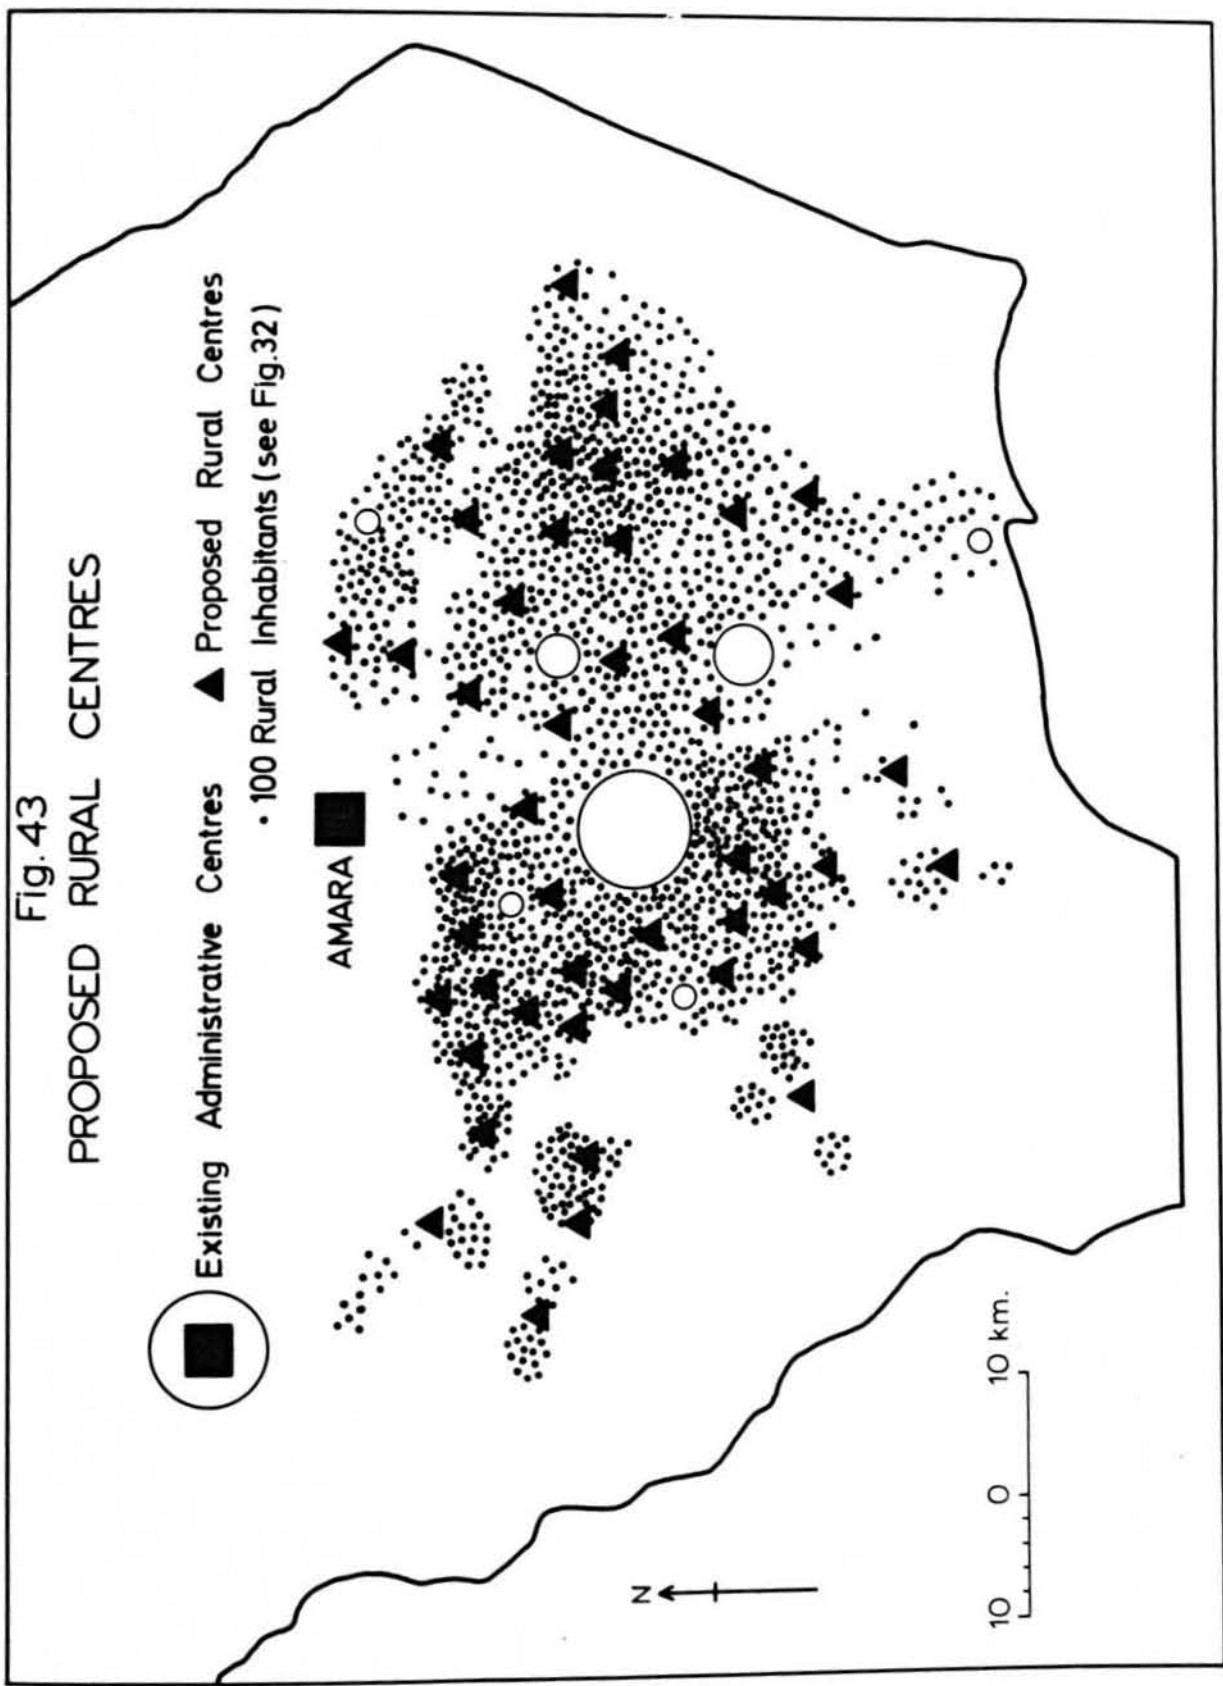 Fig. 43
PROPOSED RURAL CENTRES
Existing Administrative Centres
Proposed Rural Centres
100 Rural Inhabitants (see Fig.32)
AMARA
N
10 0 10 km.